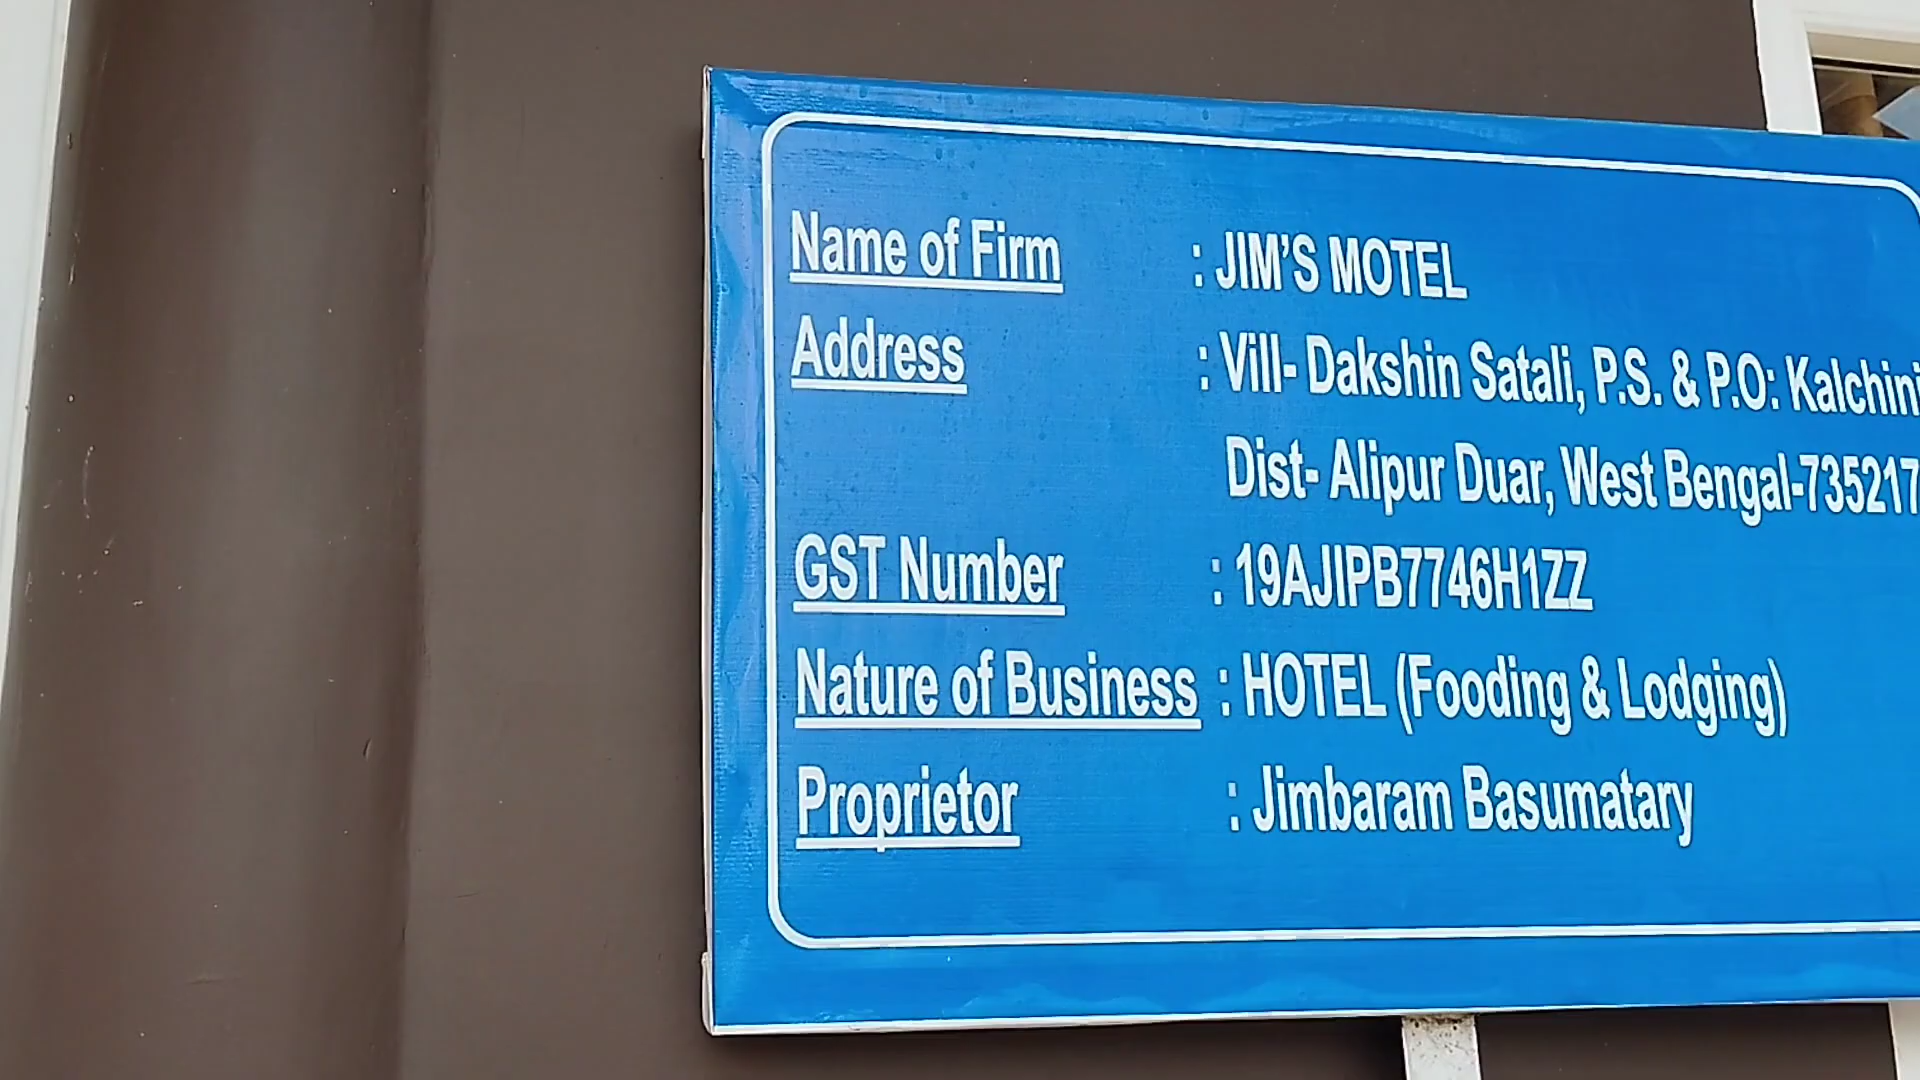 Name of Firm : JIM'S MOTEL
Address : Vill- Dakshin Satali, P.S. & P.O: Kalchini
Dist- Alipur Duar, West Bengal-735217
GST Number : 19AJIPB7746H1ZZ
Nature of Business : HOTEL (Fooding & Lodging)
Proprietor : Jimbaram Basumatary